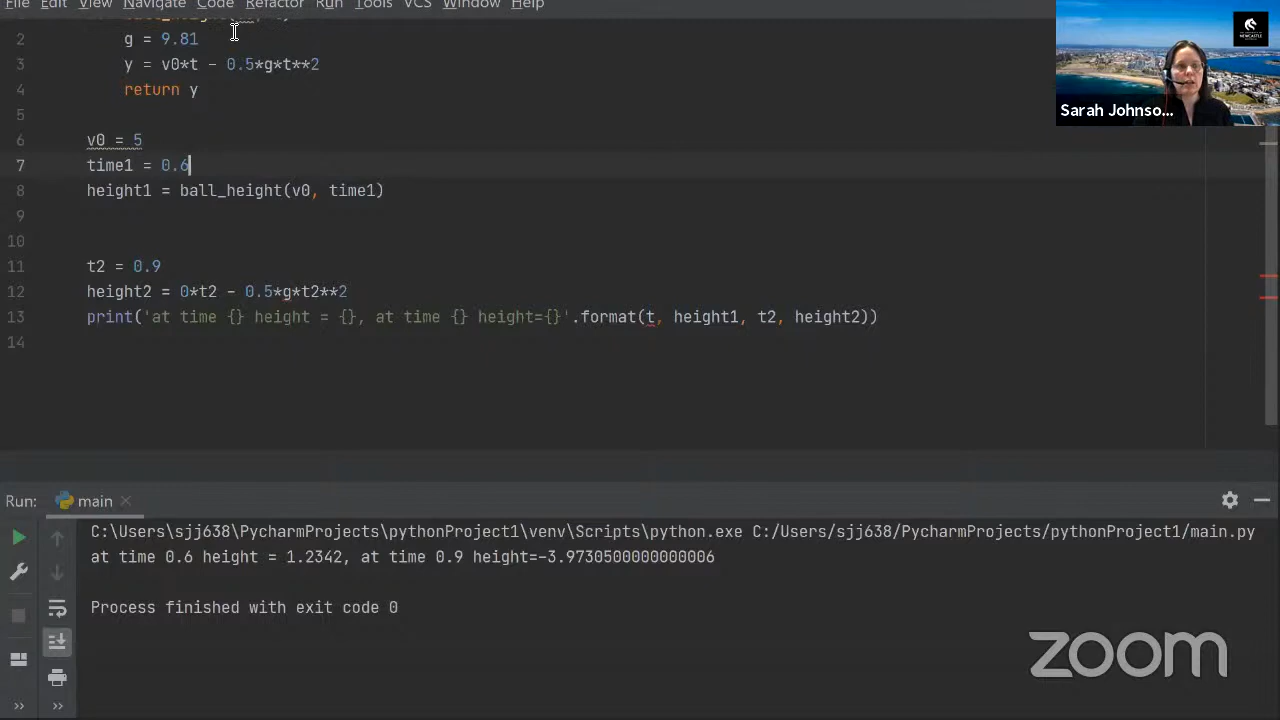 File Edit View Navigate Code Refactor Run Tools VCS Window Help
2 g = 9.81
3 y = v0*t - 0.5*g*t**2
4 return y
5
6 v0 = 5
7 time1 = 0.6
8 height1 = ball_height(v0, time1)
9
10
11 t2 = 0.9
12 height2 = 0*t2 - 0.5*g*t2**2
13 print('at time {} height = {}, at time {} height={}'.format(t, height1, t2, height2))
14
NEWCASTLE
Sarah Johnso...
Run: main
C:\Users\sjj638\PycharmProjects\pythonProject1\venv\Scripts\python.exe C:/Users/sjj638/PycharmProjects/pythonProject1/main.py
at time 0.6 height = 1.2342, at time 0.9 height=-3.9730500000000006
Process finished with exit code 0
zoom